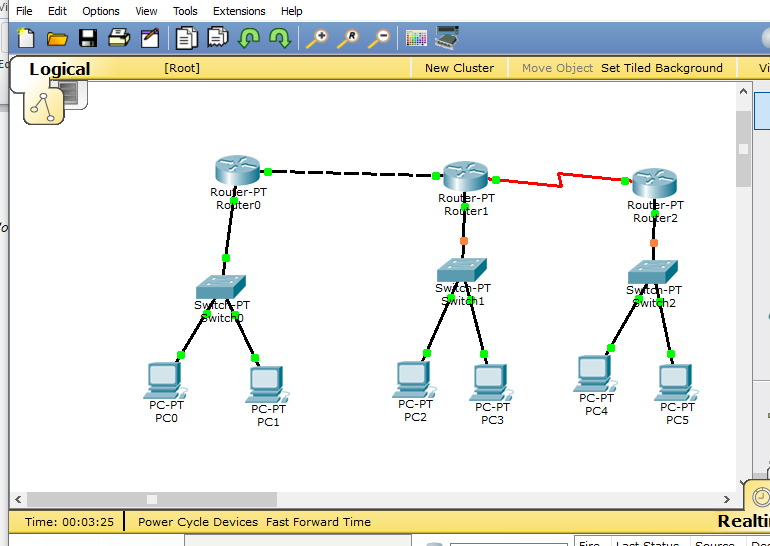 File Edit Options View Tools Extensions Help
Logical [Root] New Cluster Move Object Set Tiled Background Vi
Router-PT
Router0
Router-PT
Router1
Router-PT
Router2
Switch-PT
Switch0
Switch-PT
Switch1
Switch-PT
Switch2
PC-PT
PC0
PC-PT
PC1
PC-PT
PC2
PC-PT
PC3
PC-PT
PC4
PC-PT
PC5
Time: 00:03:25 Power Cycle Devices Fast Forward Time
Realti
Fire Last Status Source